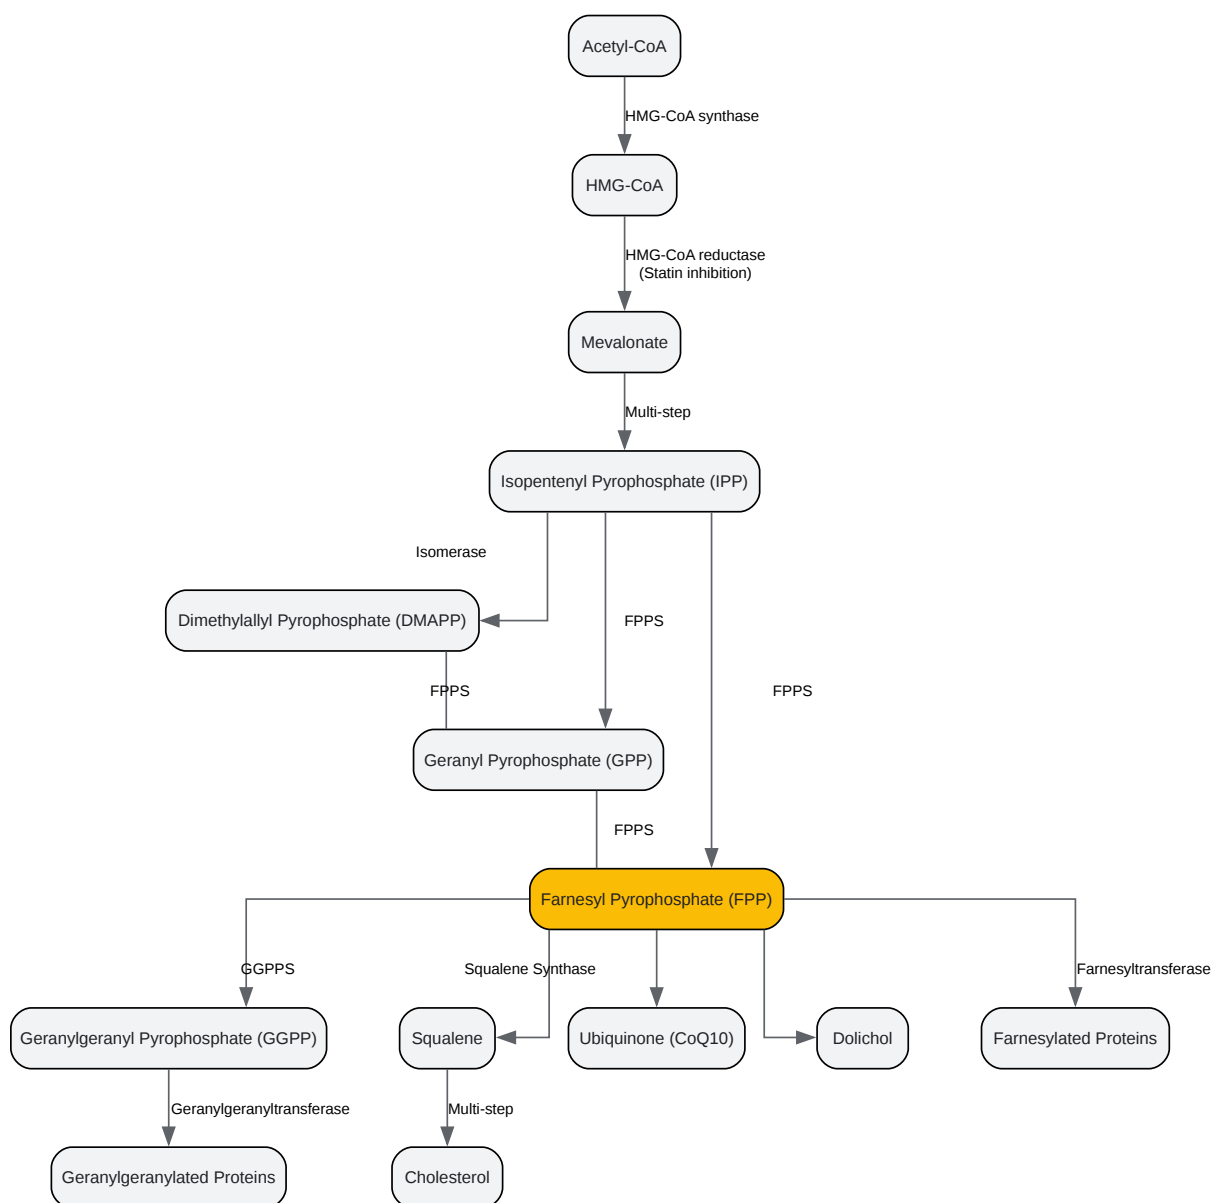 Acetyl-CoA
HMG-CoA synthase
HMG-CoA
HMG-CoA reductase
(Statin inhibition)
Mevalonate
Multi-step
Isopentenyl Pyrophosphate (IPP)
Isomerase
Dimethylallyl Pyrophosphate (DMAPP)
FPPS
FPPS
FPPS
Geranyl Pyrophosphate (GPP)
FPPS
Farnesyl Pyrophosphate (FPP)
GGPPS
Squalene Synthase
Farnesyltransferase
Geranylgeranyl Pyrophosphate (GGPP)
Squalene
Ubiquinone (CoQ10)
Dolichol
Farnesylated Proteins
Geranylgeranyltransferase
Multi-step
Geranylgeranylated Proteins
Cholesterol